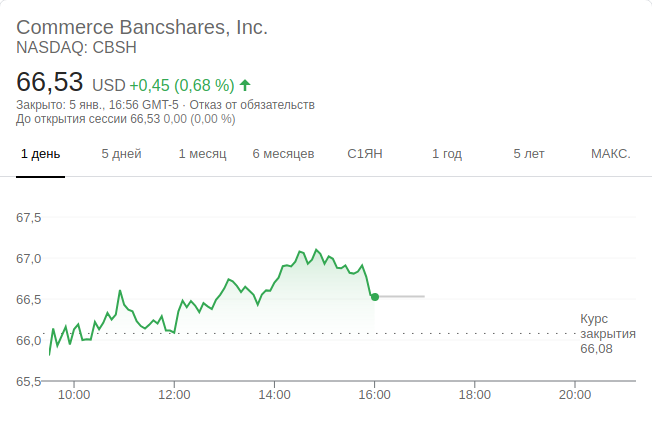 Commerce Bancshares, Inc.
NASDAQ: CBSH
66,53 USD +0,45 (0,68 %)
Закрыто: 5 янв., 16:56 GMT-5 · Отказ от обязательств
До открытия сессии 66,53 0,00 (0,00 %)
1 день 5 дней 1 месяц 6 месяцев С1ЯН 1 год 5 лет МАКС.
67,5
67,0
66,5
66,0
65,5
Курс
закрытия
66,08
10:00 12:00 14:00 16:00 18:00 20:00